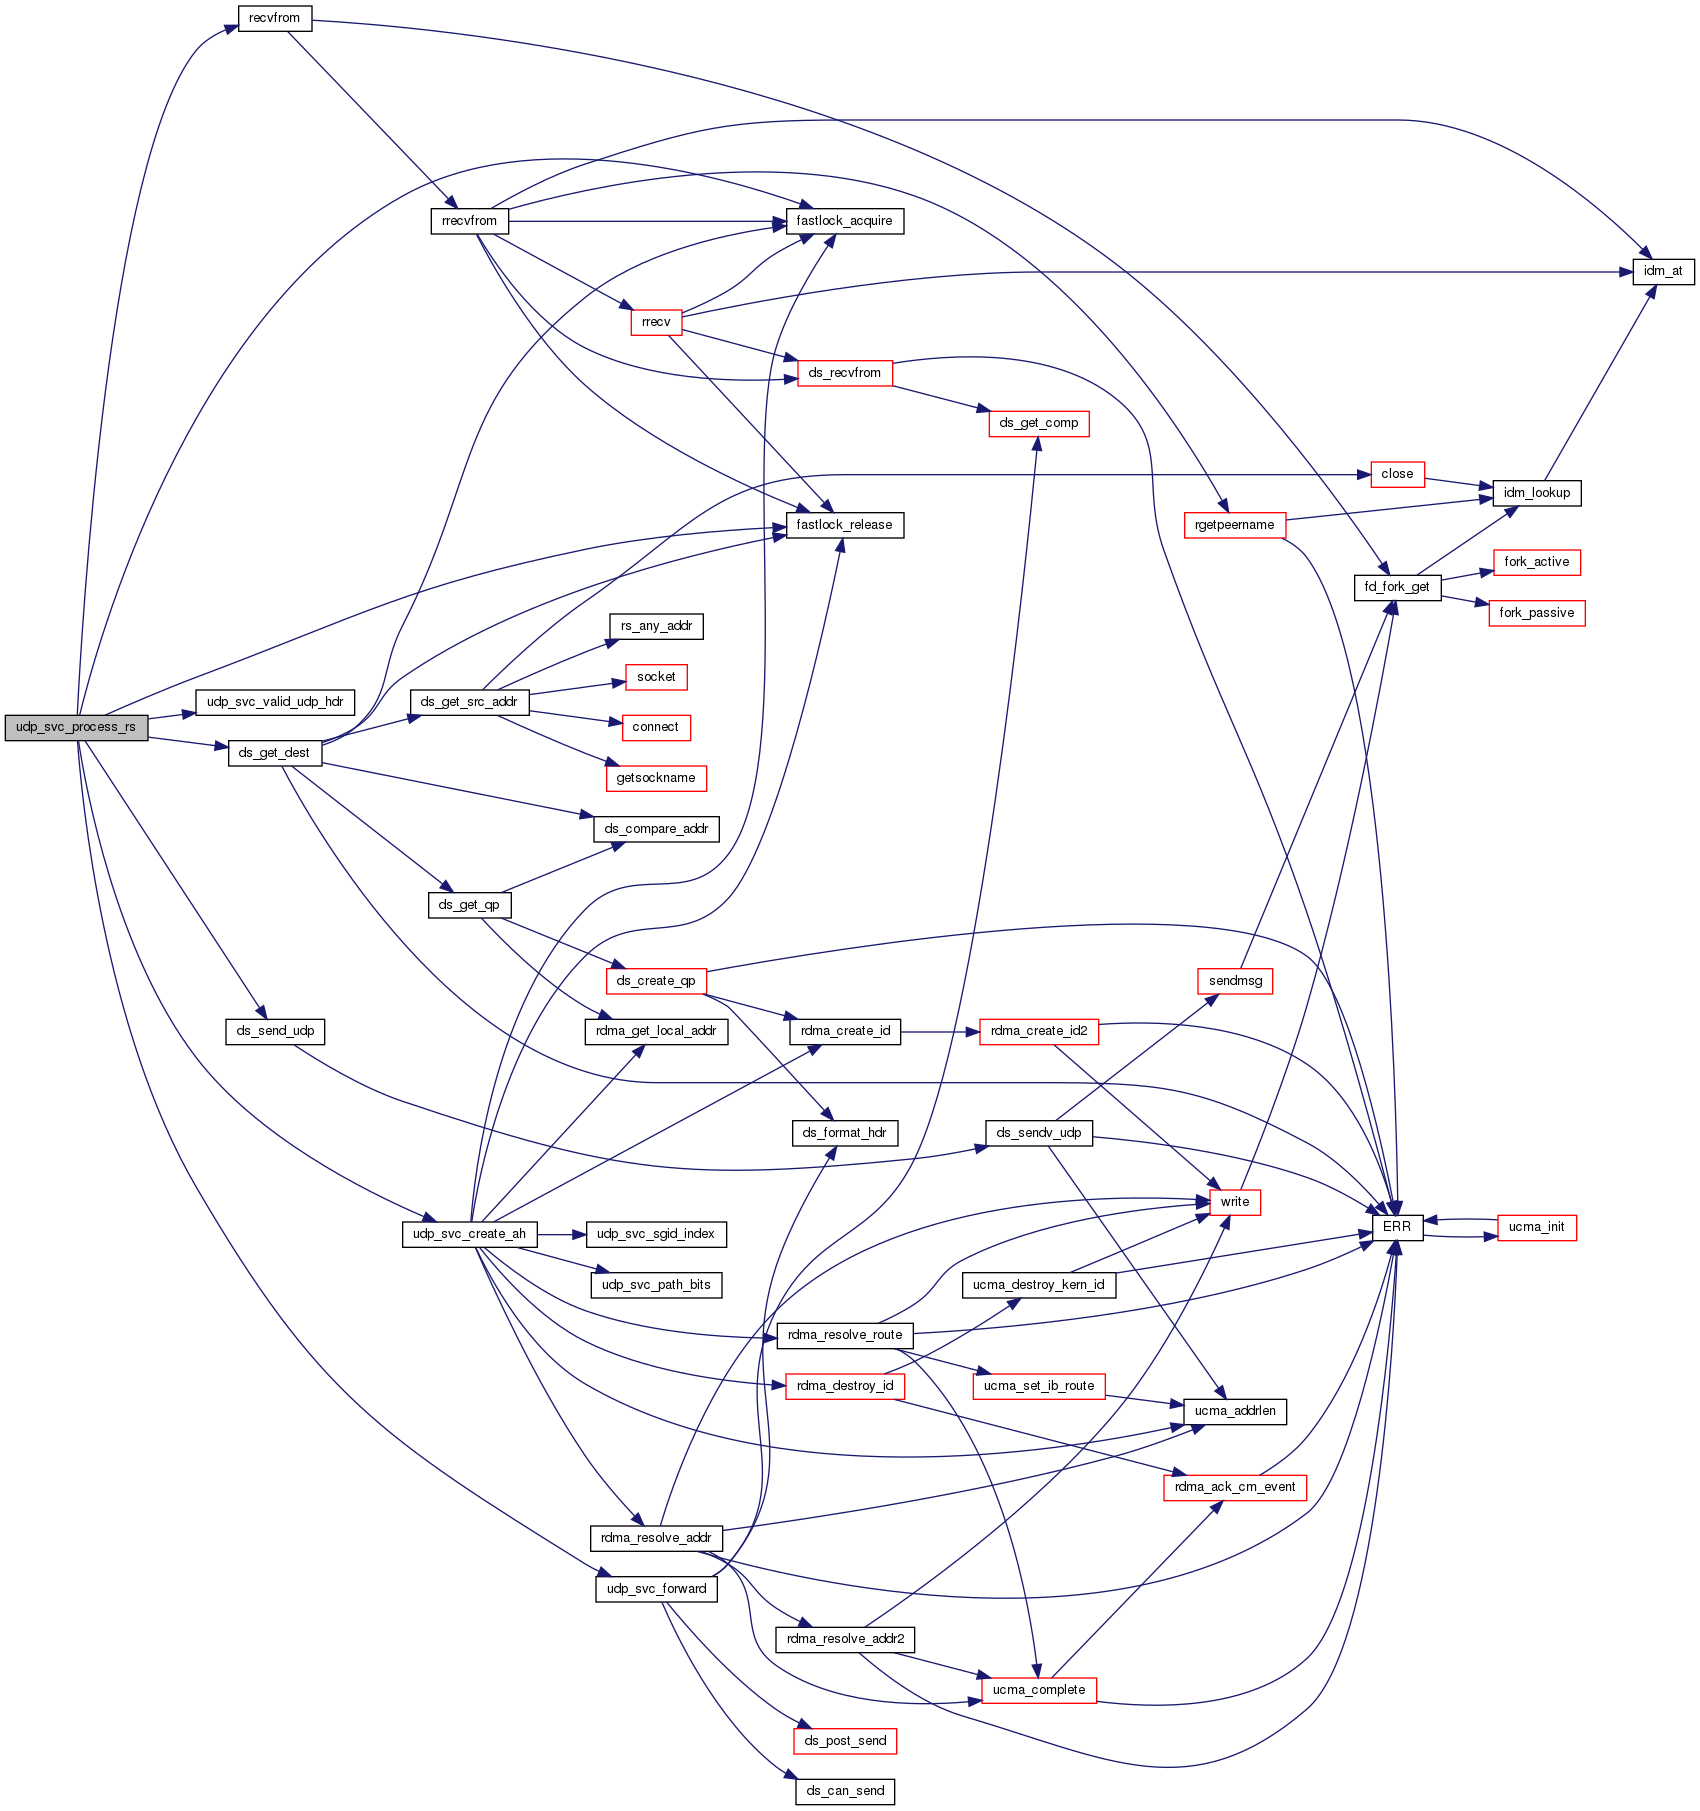 recvfrom
rrecvfrom
fastlock_acquire
idm_at
rrecv
ds_recvfrom
ds_get_comp
close
idm_lookup
rgetpeername
fastlock_release
fork_active
fd_fork_get
fork_passive
rs_any_addr
socket
udp_svc_valid_udp_hdr
ds_get_src_addr
udp_svc_process_rs
connect
ds_get_dest
getsockname
ds_compare_addr
ds_get_qp
ds_create_qp
sendmsg
ds_send_udp
rdma_get_local_addr
rdma_create_id
rdma_create_id2
ds_format_hdr
ds_sendv_udp
write
udp_svc_create_ah
udp_svc_sgid_index
ERR
ucma_init
udp_svc_path_bits
ucma_destroy_kern_id
rdma_resolve_route
rdma_destroy_id
ucma_set_ib_route
ucma_addrlen
rdma_ack_cm_event
rdma_resolve_addr
udp_svc_forward
rdma_resolve_addr2
ucma_complete
ds_post_send
ds_can_send